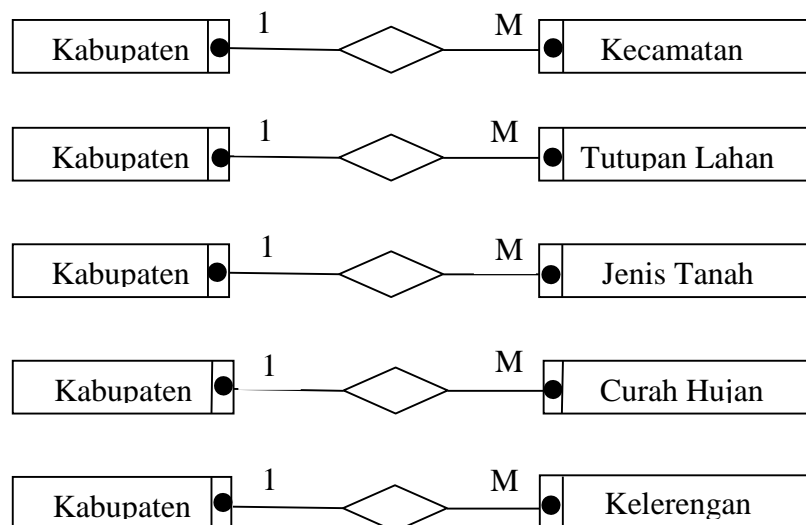 1 M
Kabupaten Kecamatan
1 M
Kabupaten Tutupan Lahan
1 M
Kabupaten Jenis Tanah
1 M
Kabupaten Curah Hujan
1 M
Kabupaten Kelerengan